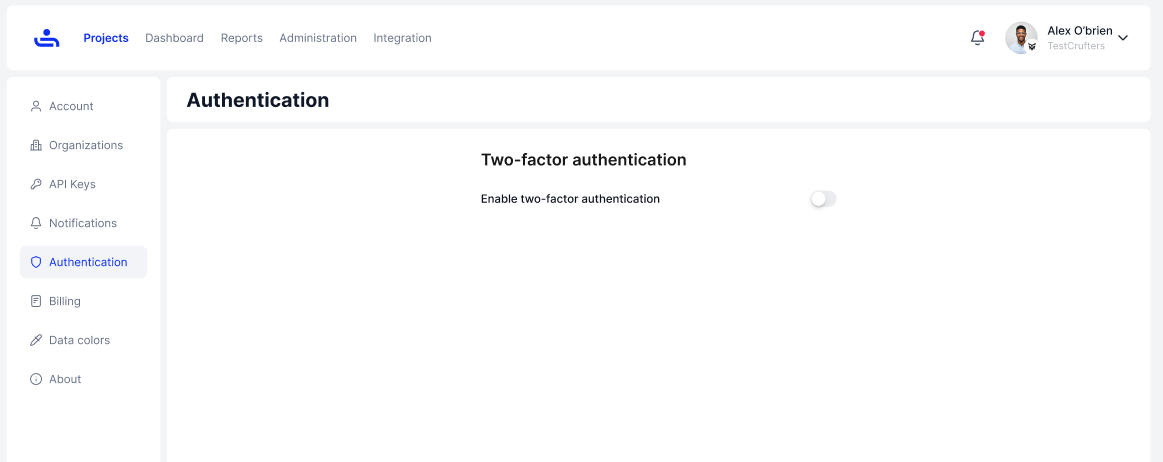 Projects Dashboard Reports Administration Integration
Alex O'brien
TestCrufters
Account
Organizations
API Keys
Notifications
Authentication
Billing
Data colors
About
Authentication
Two-factor authentication
Enable two-factor authentication